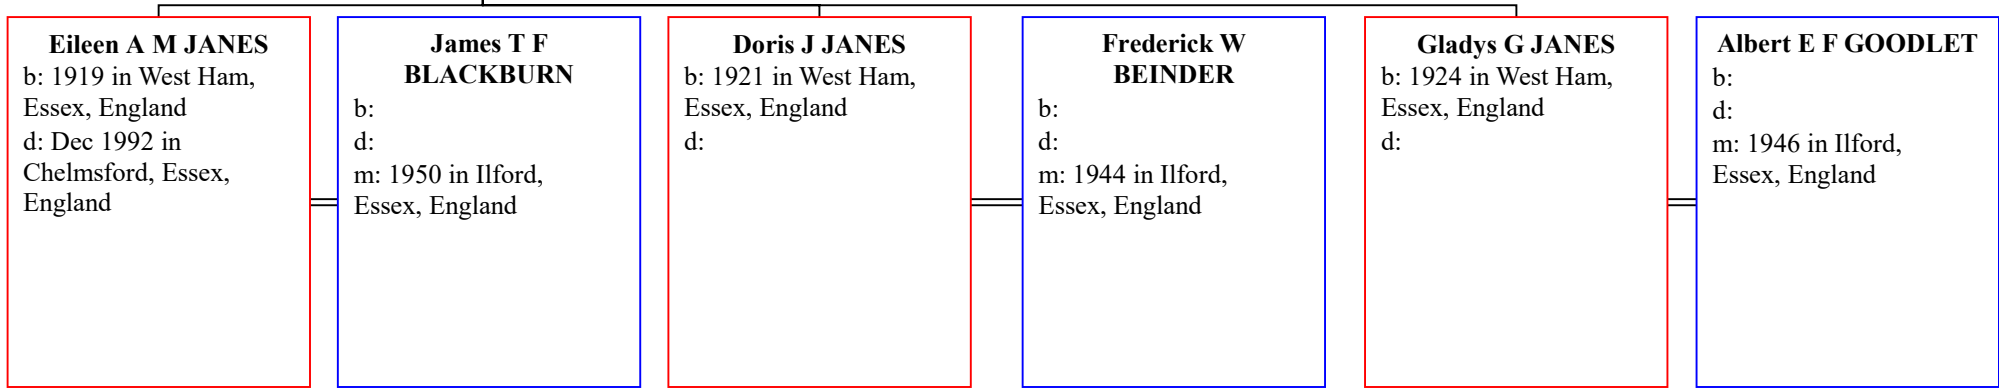 Eileen A M JANES
b: 1919 in West Ham,
Essex, England
d: Dec 1992 in
Chelmsford, Essex,
England
James T F
BLACKBURN
b:
d:
m: 1950 in Ilford,
Essex, England
Doris J JANES
b: 1921 in West Ham,
Essex, England
d:
Frederick W
BEINDER
b:
d:
m: 1944 in Ilford,
Essex, England
Gladys G JANES
b: 1924 in West Ham,
Essex, England
d:
Albert E F GOODLET
b:
d:
m: 1946 in Ilford,
Essex, England